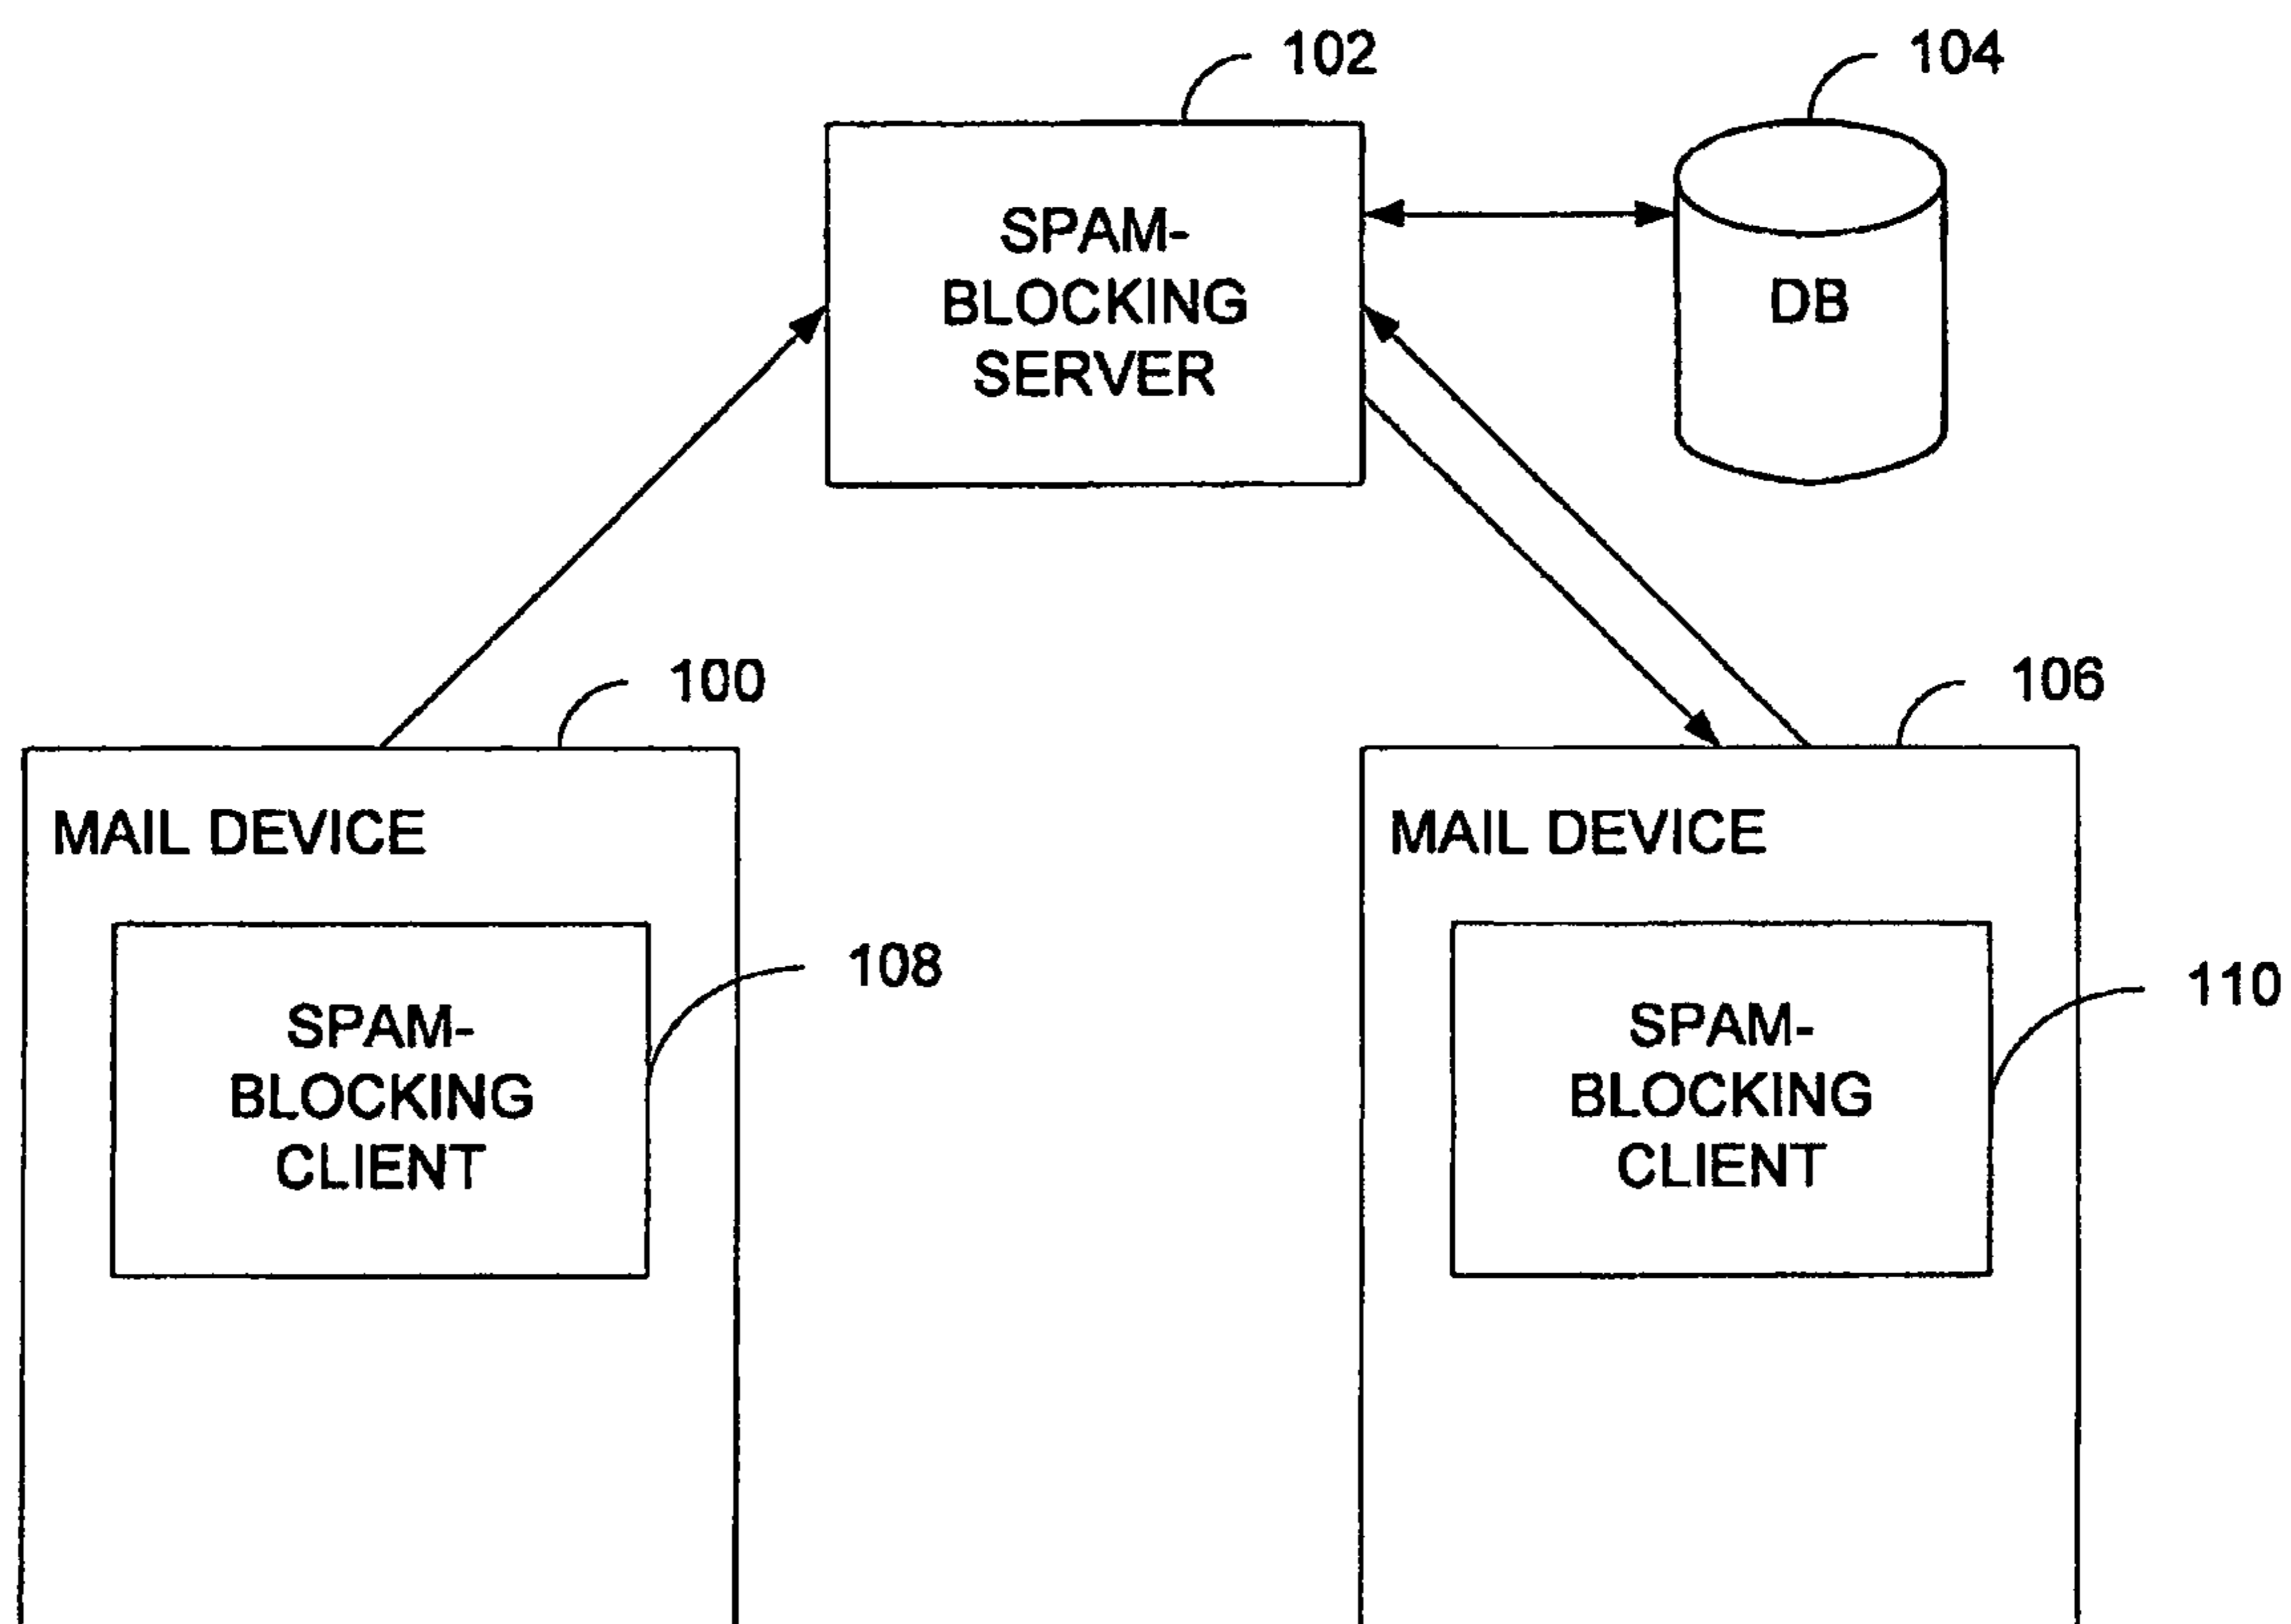 102
104
SPAM-
BLOCKING
SERVER
DB
100
106
MAIL DEVICE
SPAM-
BLOCKING
CLIENT
108
MAIL DEVICE
SPAM-
BLOCKING
CLIENT
110